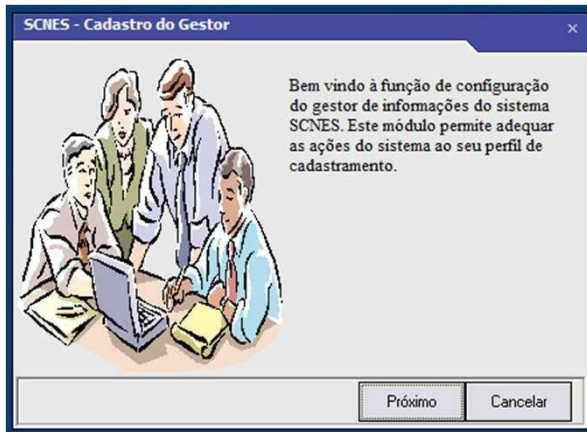 SCNES - Cadastro do Gestor
Bem vindo à função de configuração
do gestor de informações do sistema
SCNES. Este módulo permite adequar
as ações do sistema ao seu perfil de
cadastramento.
Próximo
Cancelar